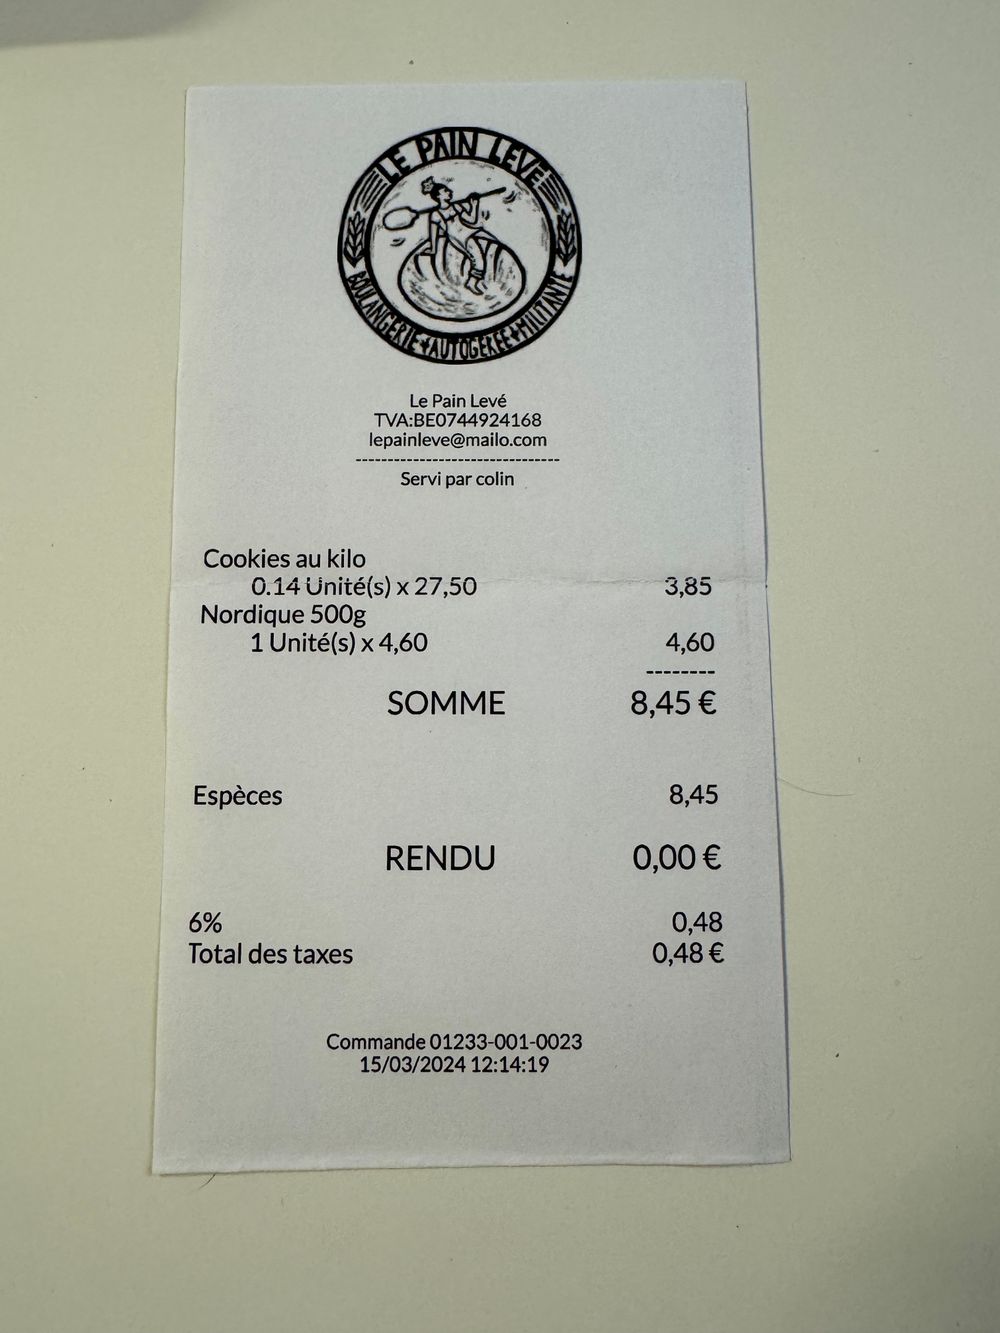 LE PAIN LEVÉ
BOULANGERIE + AUTOGÉRÉE + MILITANTE
Le Pain Levé
TVA:BE0744924168
lepainleve@mailo.com
--------------------------------
Servi par colin
Cookies au kilo
0.14 Unité(s) x 27,50 3,85
Nordique 500g
1 Unité(s) x 4,60 4,60
--------
SOMME 8,45 €
Espèces 8,45
RENDU 0,00 €
6% 0,48
Total des taxes 0,48 €
Commande 01233-001-0023
15/03/2024 12:14:19